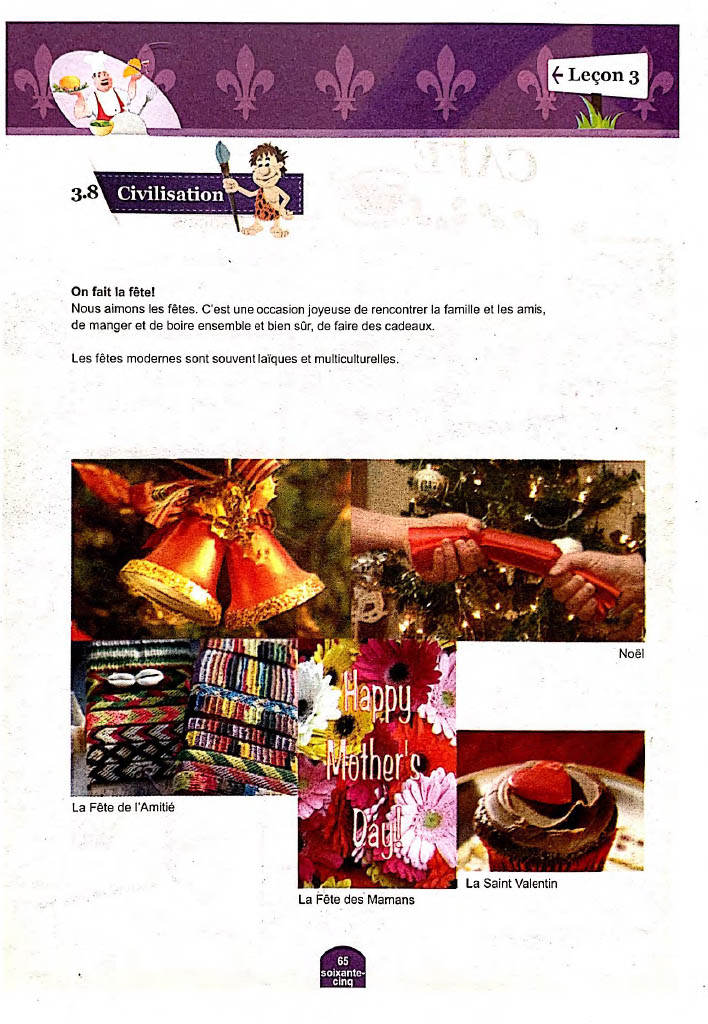 ← Leçon 3
3.8 Civilisation
On fait la fête!
Nous aimons les fêtes. C'est une occasion joyeuse de rencontrer la famille et les amis,
de manger et de boire ensemble et bien sûr, de faire des cadeaux.
Les fêtes modernes sont souvent laïques et multiculturelles.
Noël
Happy
Mother's
Day!
La Fête de l'Amitié
La Saint Valentin
La Fête des Mamans
65
soixante-
cinq